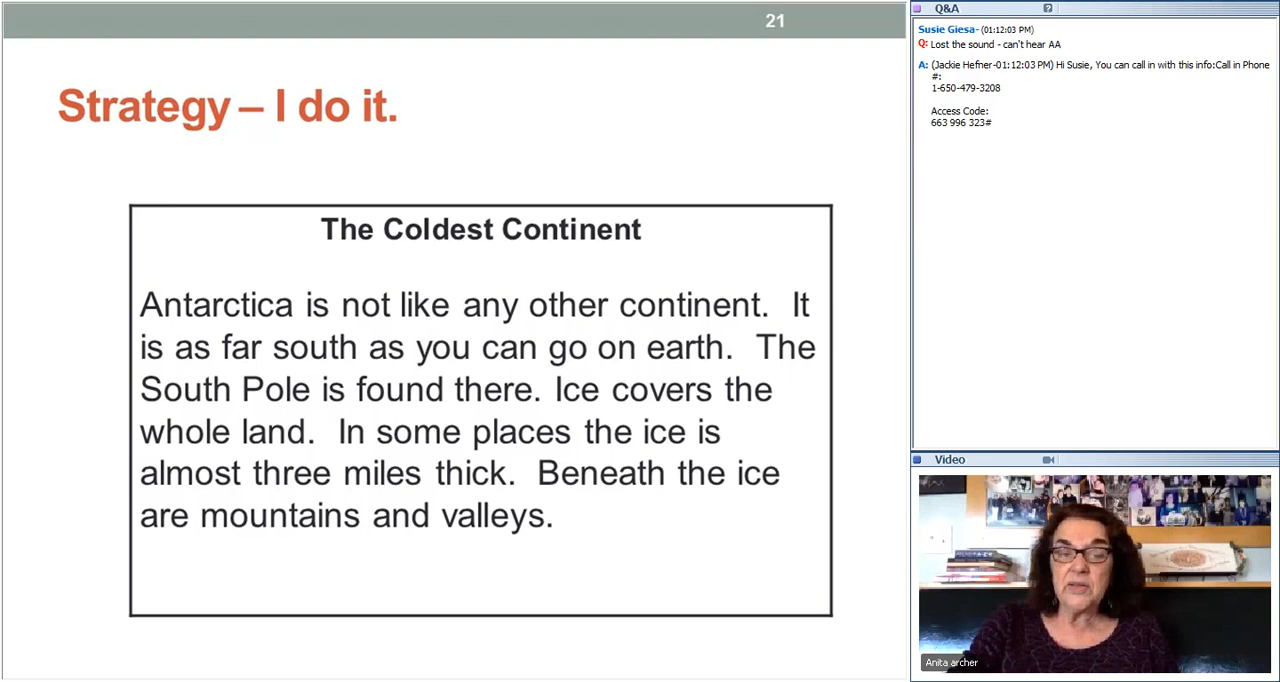 21
Strategy – I do it.
The Coldest Continent
Antarctica is not like any other continent.  It
is as far south as you can go on earth.  The
South Pole is found there. Ice covers the
whole land.  In some places the ice is
almost three miles thick.  Beneath the ice
are mountains and valleys.
Q&A
?
Susie Giesa- (01:12:03 PM)
Q: Lost the sound - can't hear AA
A: (Jackie Hefner-01:12:03 PM) Hi Susie, You can call in with this info:Call in Phone
#:
1-650-479-3208
Access Code:
663 996 323#
Video
Anita archer